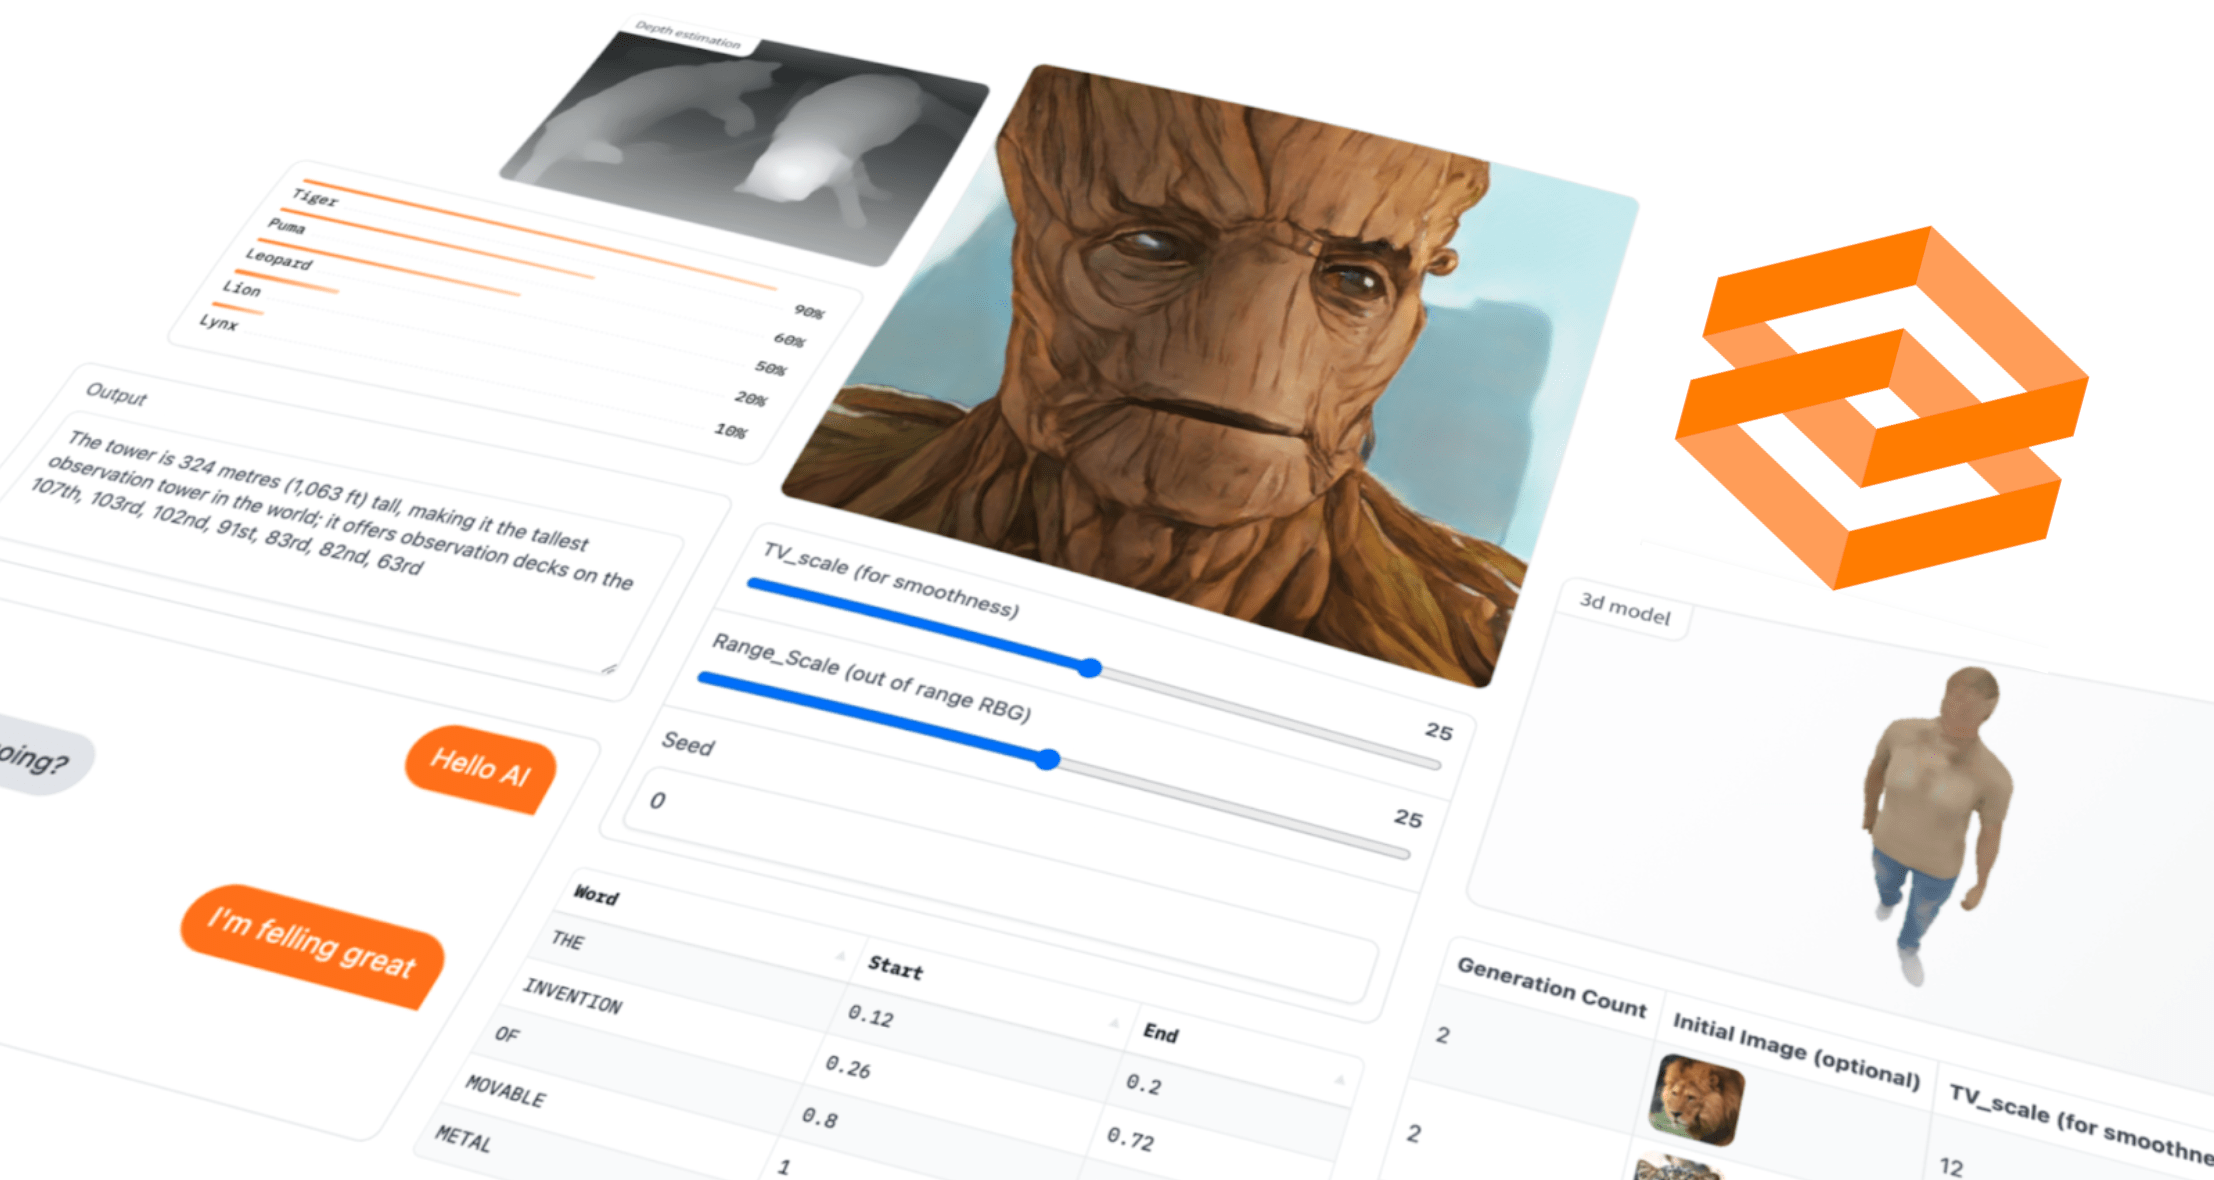 Depth estimation
Tiger
90%
Puma
60%
Leopard
50%
Lion
20%
Lynx
10%
Output
The tower is 324 metres (1,063 ft) tall, making it the tallest
observation tower in the world; it offers observation decks on the
107th, 103rd, 102nd, 91st, 83rd, 82nd, 63rd
oing?
Hello AI
I'm felling great
TV_scale (for smoothness)
25
Range_Scale (out of range RBG)
25
Seed
0
Word Start End
THE 0.12 0.2
INVENTION 0.26 0.72
OF 0.8
MOVABLE 1
METAL
3d model
Generation Count Initial Image (optional) TV_scale (for smoothne
2 12
2